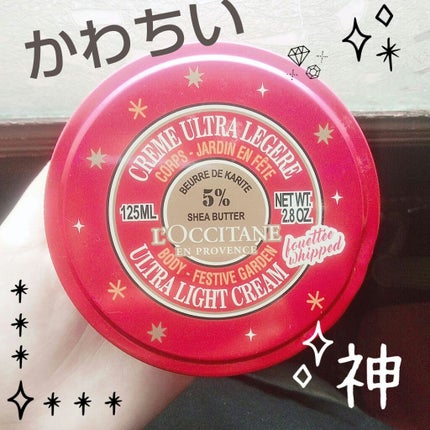 かわちい
CREME ULTRA LEGERE
CORPS - JARDIN EN FÊTE
BEURRE DE KARITE
5%
SHEA BUTTER
125ML
NET WT.
2.8 OZ.
L'OCCITANE
EN PROVENCE
fouettée
whipped
BODY - FESTIVE GARDEN
ULTRA LIGHT CREAM
神